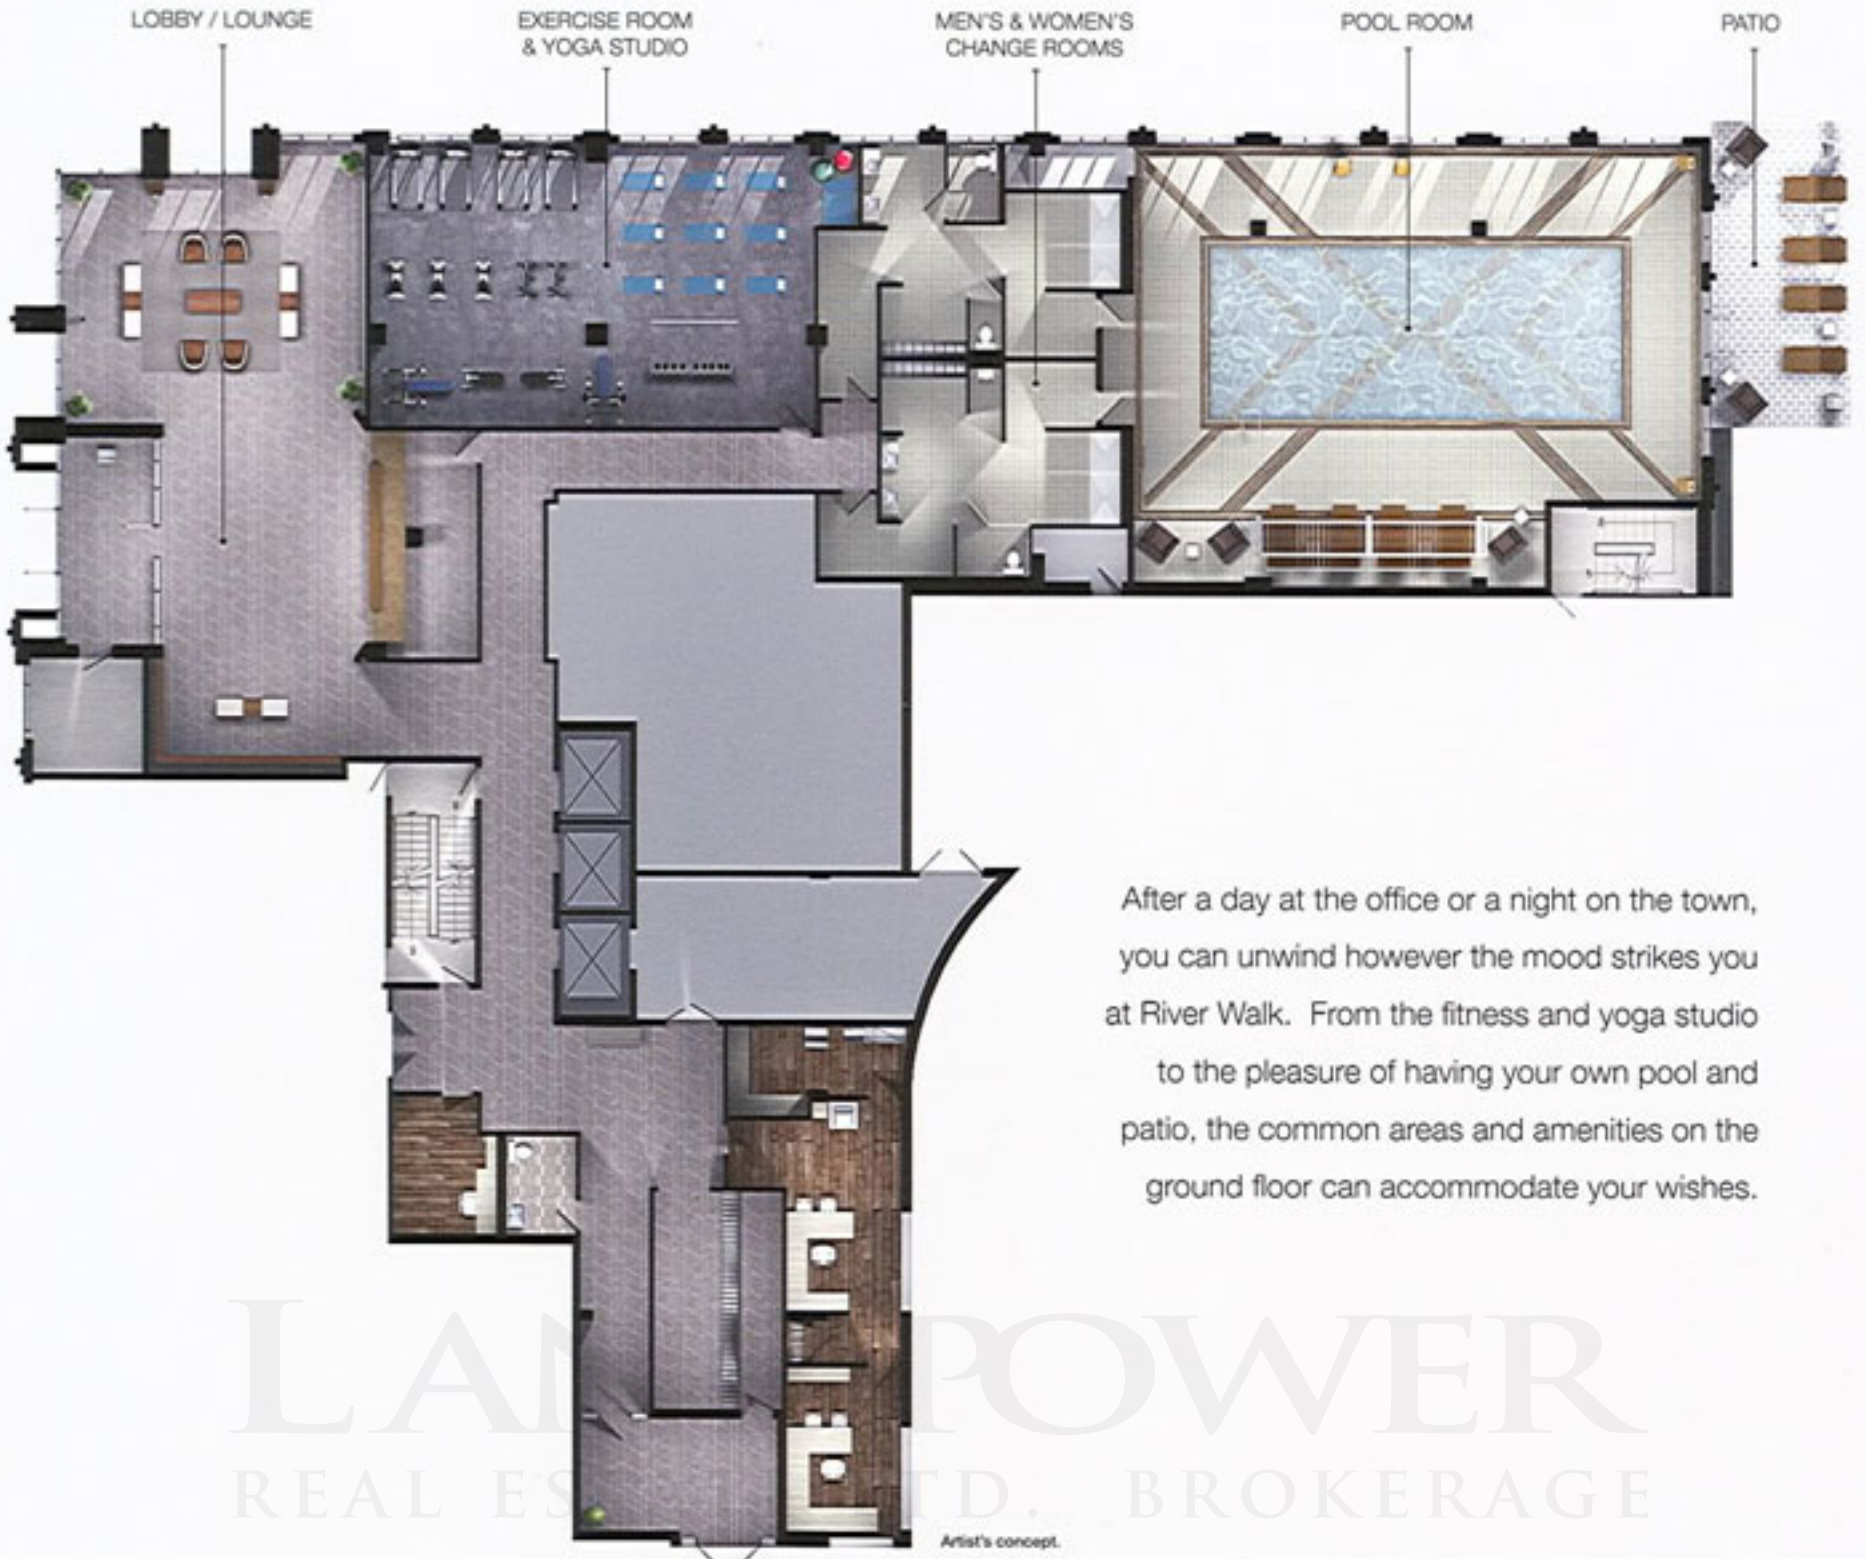 LOBBY / LOUNGE
EXERCISE ROOM
& YOGA STUDIO
MEN'S & WOMEN'S
CHANGE ROOMS
POOL ROOM
PATIO
After a day at the office or a night on the town,
you can unwind however the mood strikes you
at River Walk. From the fitness and yoga studio
to the pleasure of having your own pool and
patio, the common areas and amenities on the
ground floor can accommodate your wishes.
POWER
REAL
BROKERAGE
Artist's concept.